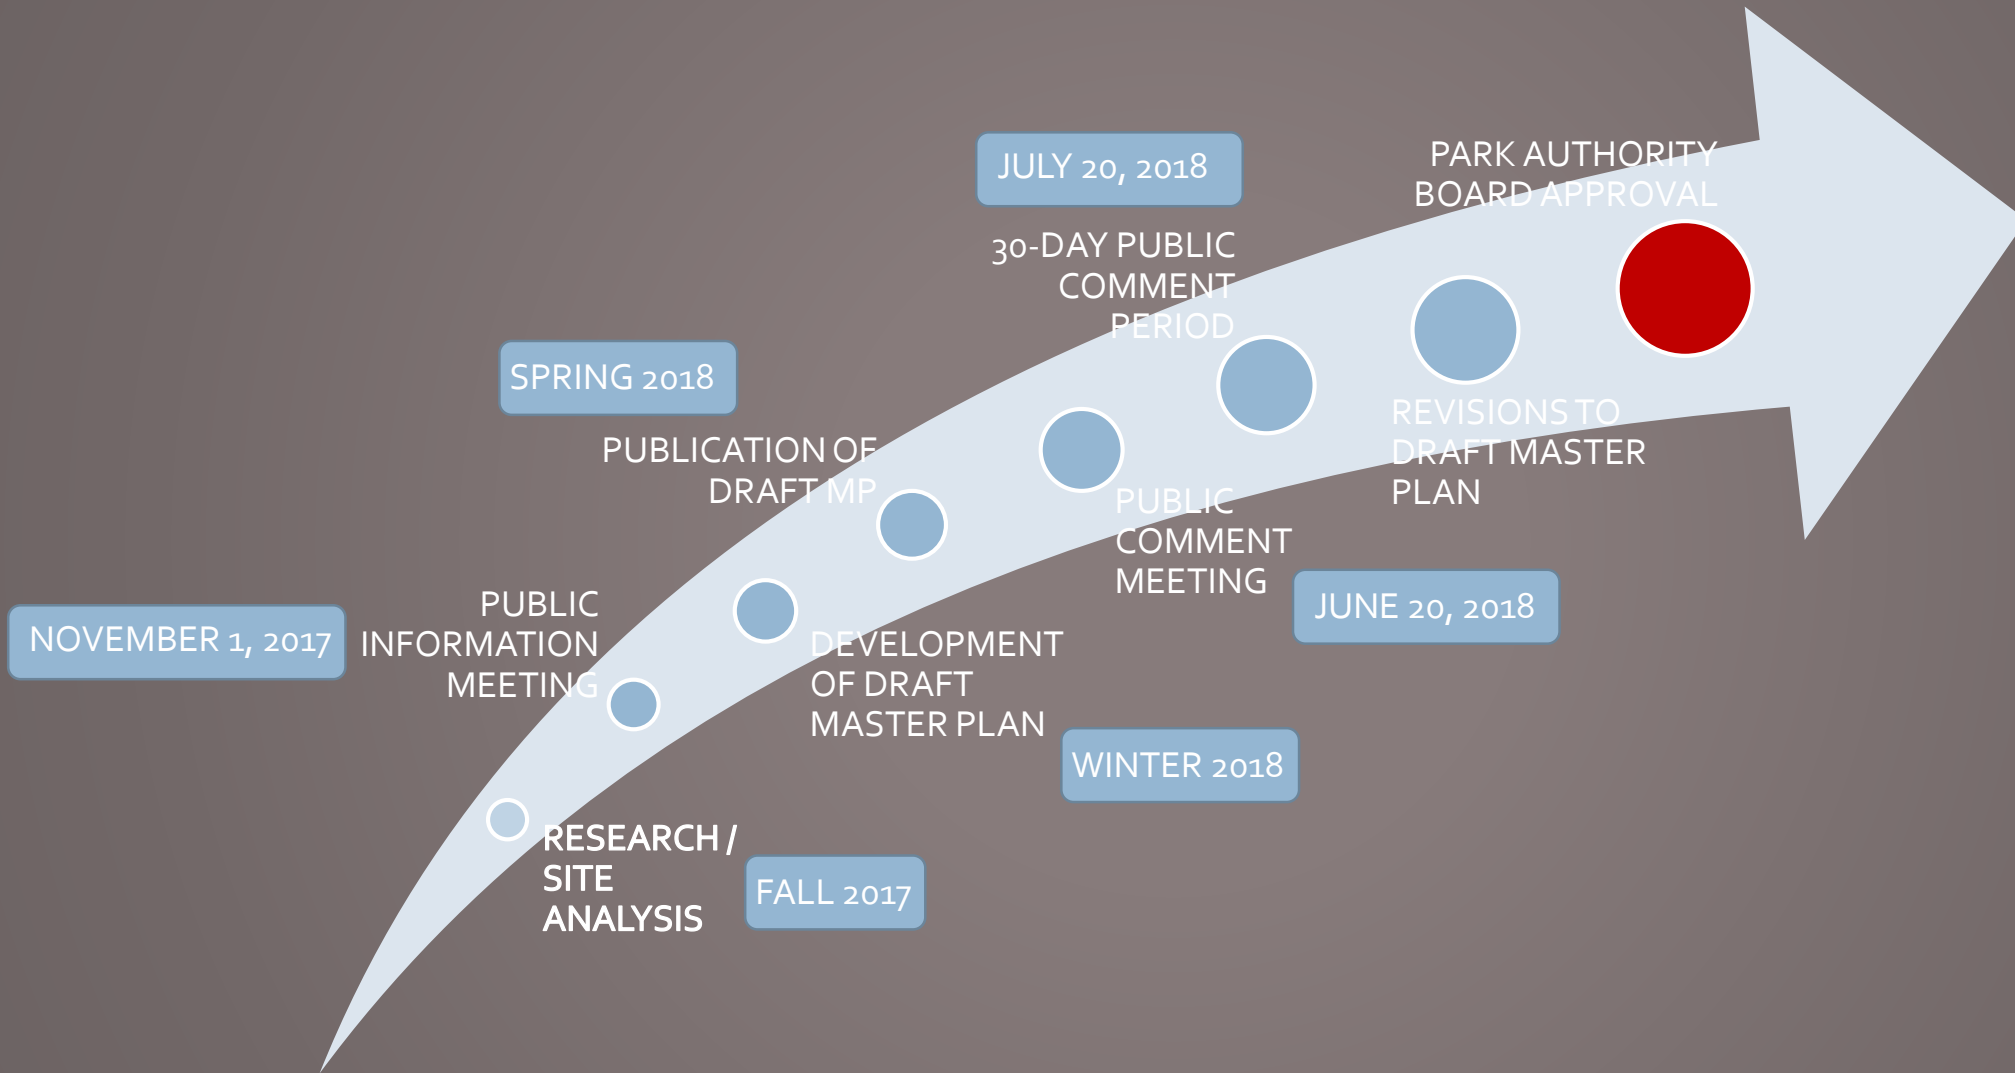 JULY 20, 2018
30-DAY PUBLIC
COMMENT
PERIOD
PARK AUTHORITY
BOARD APPROVAL
SPRING 2018
PUBLICATION OF
DRAFT MP
REVISIONS TO
DRAFT MASTER
PLAN
PUBLIC
COMMENT
MEETING
JUNE 20, 2018
NOVEMBER 1, 2017
PUBLIC
INFORMATION
MEETING
DEVELOPMENT
OF DRAFT
MASTER PLAN
WINTER 2018
RESEARCH /
SITE
ANALYSIS
FALL 2017